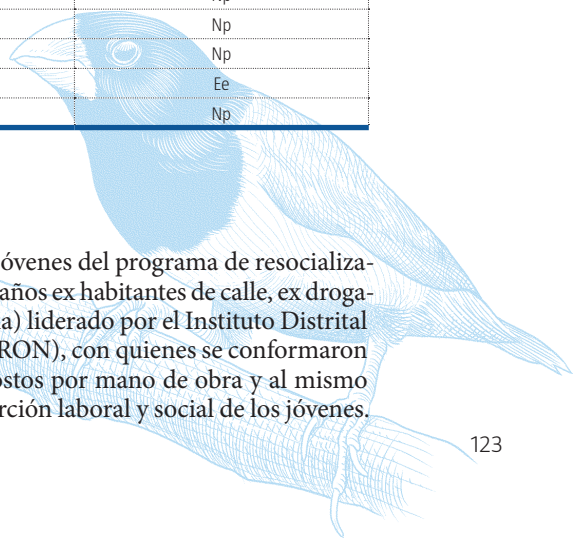 Np
Np
Np
Ee
Np
óvenes del programa de resocializa-
años ex habitantes de calle, ex droga-
a) liderado por el Instituto Distrital
RON), con quienes se conformaron
ostos por mano de obra y al mismo
rción laboral y social de los jóvenes.
123